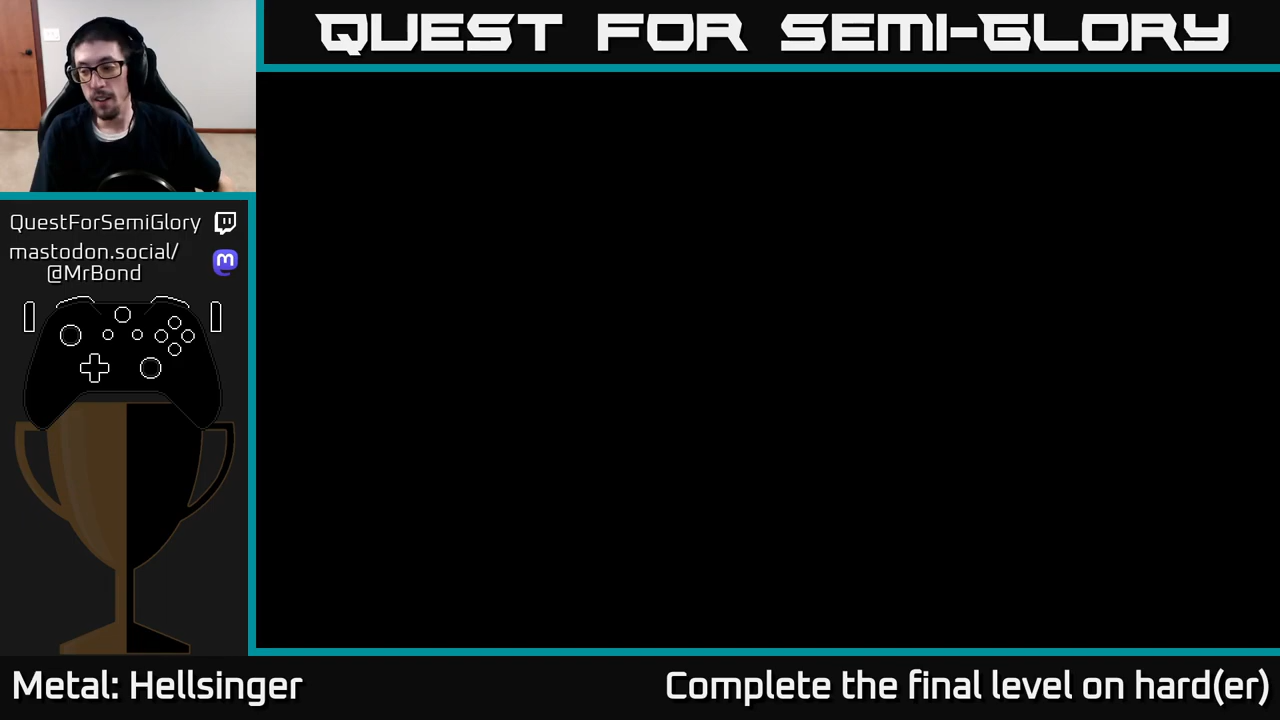 QUEST FOR SEMI-GLORY
QuestForSemiGlory
mastodon.social/
@MrBond
Metal: Hellsinger
Complete the final level on hard(er)